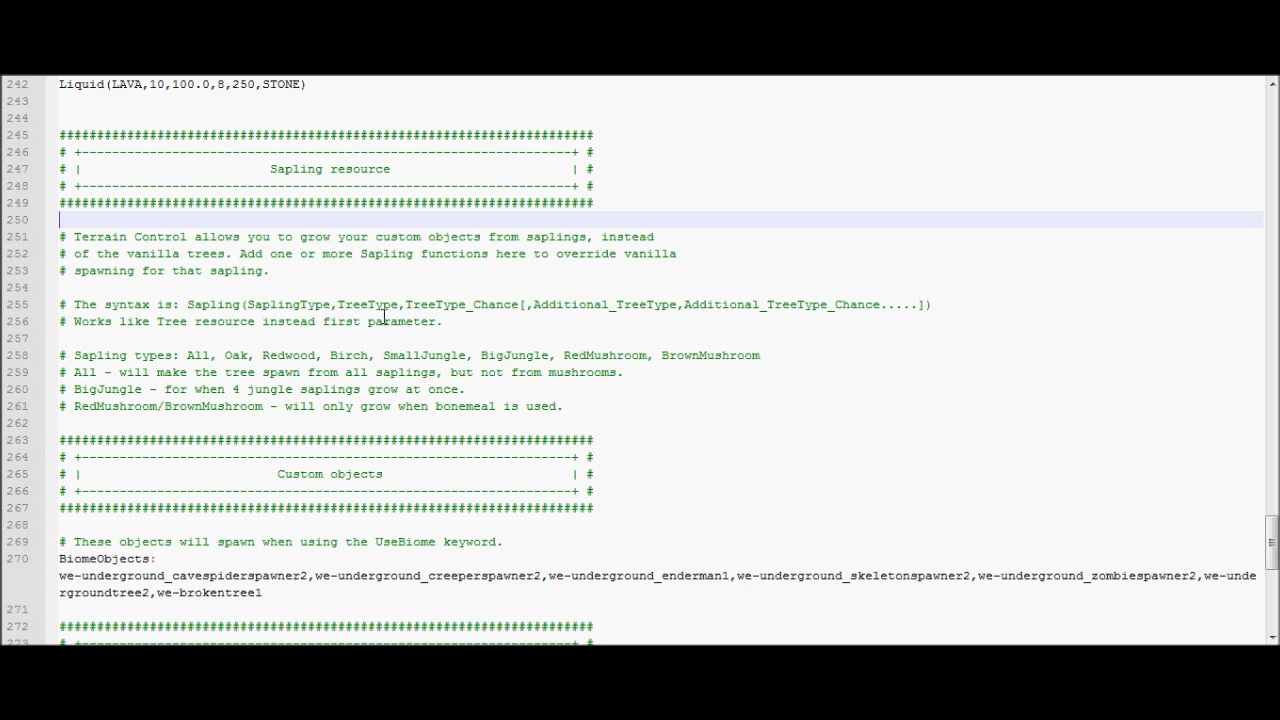 242 Liquid(LAVA,10,100.0,8,250,STONE)
243
244
245 #######################################################################
246 # +-----------------------------------------------------------------+ #
247 # |                         Sapling resource                        | #
248 # +-----------------------------------------------------------------+ #
249 #######################################################################
250
251 # Terrain Control allows you to grow your custom objects from saplings, instead
252 # of the vanilla trees. Add one or more Sapling functions here to override vanilla
253 # spawning for that sapling.
254
255 # The syntax is: Sapling(SaplingType,TreeType,TreeType_Chance[,Additional_TreeType,Additional_TreeType_Chance.....])
256 # Works like Tree resource instead first parameter.
257
258 # Sapling types: All, Oak, Redwood, Birch, SmallJungle, BigJungle, RedMushroom, BrownMushroom
259 # All - will make the tree spawn from all saplings, but not from mushrooms.
260 # BigJungle - for when 4 jungle saplings grow at once.
261 # RedMushroom/BrownMushroom - will only grow when bonemeal is used.
262
263 #######################################################################
264 # +-----------------------------------------------------------------+ #
265 # |                          Custom objects                         | #
266 # +-----------------------------------------------------------------+ #
267 #######################################################################
268
269 # These objects will spawn when using the UseBiome keyword.
270 BiomeObjects:
we-underground_cavespiderspawner2,we-underground_creeperspawner2,we-underground_enderman1,we-underground_skeletonspawner2,we-underground_zombiespawner2,we-unde
rgroundtree2,we-brokentree1
271
272 #######################################################################